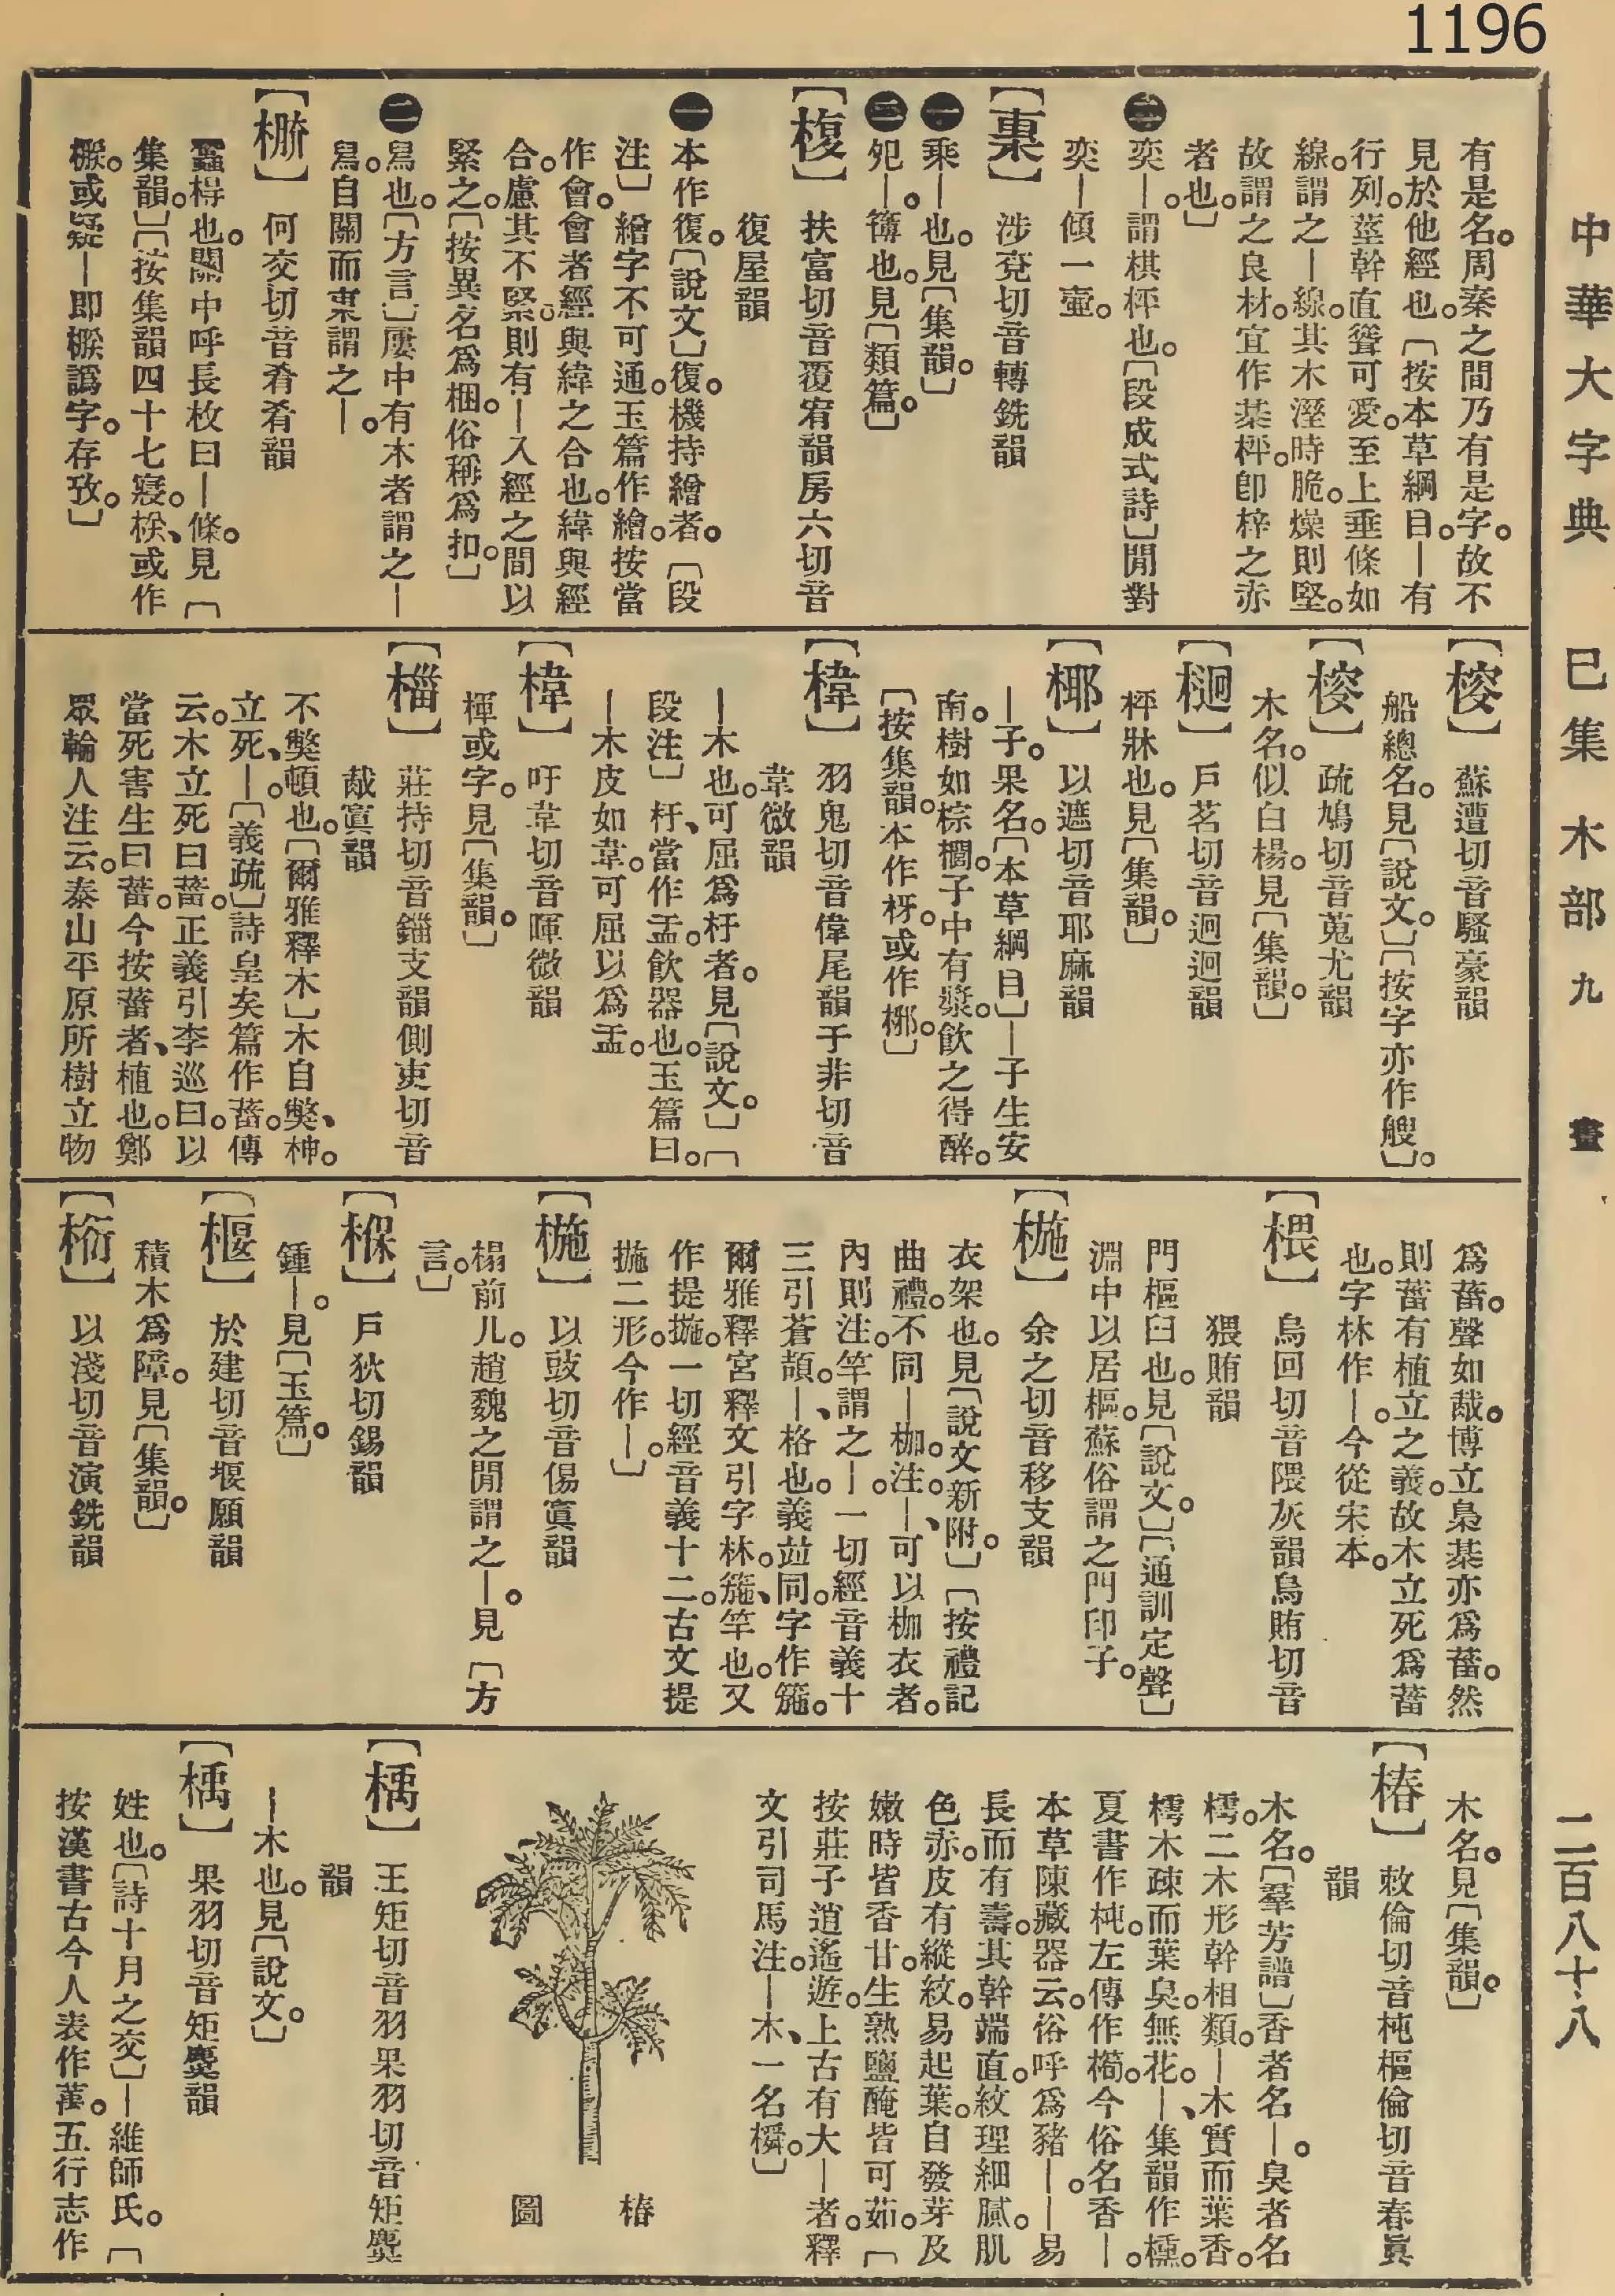 1196
中華大字典　巳集　木部　九畫
二百八十八
有是名。周秦之間乃有是字。故不
見於他經也。〔按本草綱目。―有
行列。莖幹直聳可愛。至上垂條如
線。謂之―線。其木溼時脆。燥則堅。
故謂之良材。宜作棊枰。卽梓之赤
者也。〕
㊂奕―。謂棋枰也。〔段成式詩〕閒對
奕―傾一壷。
【㮷】　涉兗切音轉銑韻
㊀乘―也。見〔集韻。〕
㊁夗―。簙也。見〔類篇。〕
【椱】　扶富切音覆宥韻房六切音
復屋韻
㊀本作復。〔說文〕復。機持繒者。〔段
注〕　繒字不可通。玉篇作繒。按當
作會。會者經與緯之合也。緯與經
合。慮其不緊。則有―入經之間以
緊之。〔按異名爲梱。俗稱爲扣。〕
㊁舄也。〔方言〕屨中有木者謂之―
舄。自關而東謂之―。
【】　何交切音肴肴韻
蠶㭙也。關中呼長枚曰―條。見〔
集韻。〕〔按集韻四十七寑。㮂、或作
㮳。或疑―卽㮳譌字。存攷。〕
【㮴】　蘇遭切音騷豪韻
船總名。見〔說文。〕〔按字亦作艘〕。
【㮴】　疏鳩切音蒐尤韻
木名。似白楊。見〔集韻。〕
【𣔲】　戶茗切音迥迥韻
枰牀也。見〔集韻。〕
【椰】　以遮切音耶麻韻
―子。果名。〔本草綱目〕―子生安
南。樹如棕櫚。子中有漿。飮之得醉。
〔按集韻。本作枒。或作梛。〕
【椲】　羽鬼切音偉尾韻于非切音
韋微韻
―木也。可屈爲杅者。見〔說文。〕〔
段注〕　杅、當作盂。飮器也。玉篇曰。
―木皮如韋。可屈以爲盂。
【椲】　吁韋切音暉微韻
楎或字。見〔集韻。〕
【椔】　莊持切音錙支韻側吏切音
胾寘韻
不獘頓也。〔爾雅釋木〕木自獘、柛。
立死、―。〔義疏〕詩皇矣篇作菑。傳
云。木立死曰菑。正義引李巡曰。以
當死害生曰菑。今按菑者、植也。鄭
眾輪人注云。泰山平原所樹立物
爲菑。聲如胾。博立梟棊亦爲菑。然
則菑有植立之義。故木立死爲菑
也。字林作―。今從宋本。
【椳】　烏回切音隈灰韻烏賄切音
猥賄韻
門樞臼也。見〔說文。〕〔通訓定聲〕
淵中以居樞。蘇俗謂之門印子。
【椸】　余之切音移支韻
衣架也。見〔說文新附。〕〔按禮記
曲禮。不同―枷。注、―可以枷衣者。
內則注。竿謂之―。一切經音義十
三引蒼頡。―、格也。義竝同。字作箷。
爾雅釋宮釋文引字林。箷、竿也。又
作提揓。一切經音義十二。古文提
揓二形。今作―。〕
【椸】　以豉切音傷寘韻
榻前几。趙魏之閒謂之―。見〔方
言。〕
【㮅】　戶狄切錫韻
鍾―。見〔玉篇。〕
【椻】　於建切音堰願韻
積木爲障。見〔集韻。〕
【椼】　以淺切音演銑韻
木名。見〔集韻。〕
【椿】　敕倫切音杶樞倫切音春眞
韻
木名。〔羣芳譜〕香者名―。臭者名
樗。二木形幹相類。―木實而葉香。
樗木疎而葉臭。無花。―、集韻作櫄。
夏書作杶。左傳作橁。今俗名香―。
本草陳藏器云。俗呼爲豬―。―易
長而有壽。其幹端直。紋理細膩。肌
色赤。皮有縱紋。易起葉。自發芽及
嫩時皆香甘。生熟鹽醃皆可茹。〔
按莊子逍遙遊。上古有大―者。釋
文引司馬注。―木、一名橓。〕
椿圖
【楀】　王矩切音羽果羽切音矩麌
韻
―木也。見〔說文。〕
【楀】　果羽切音矩麌韻
姓也。〔詩十月之交〕―維師氏。〔
按漢書古今人表作萬。五行志作